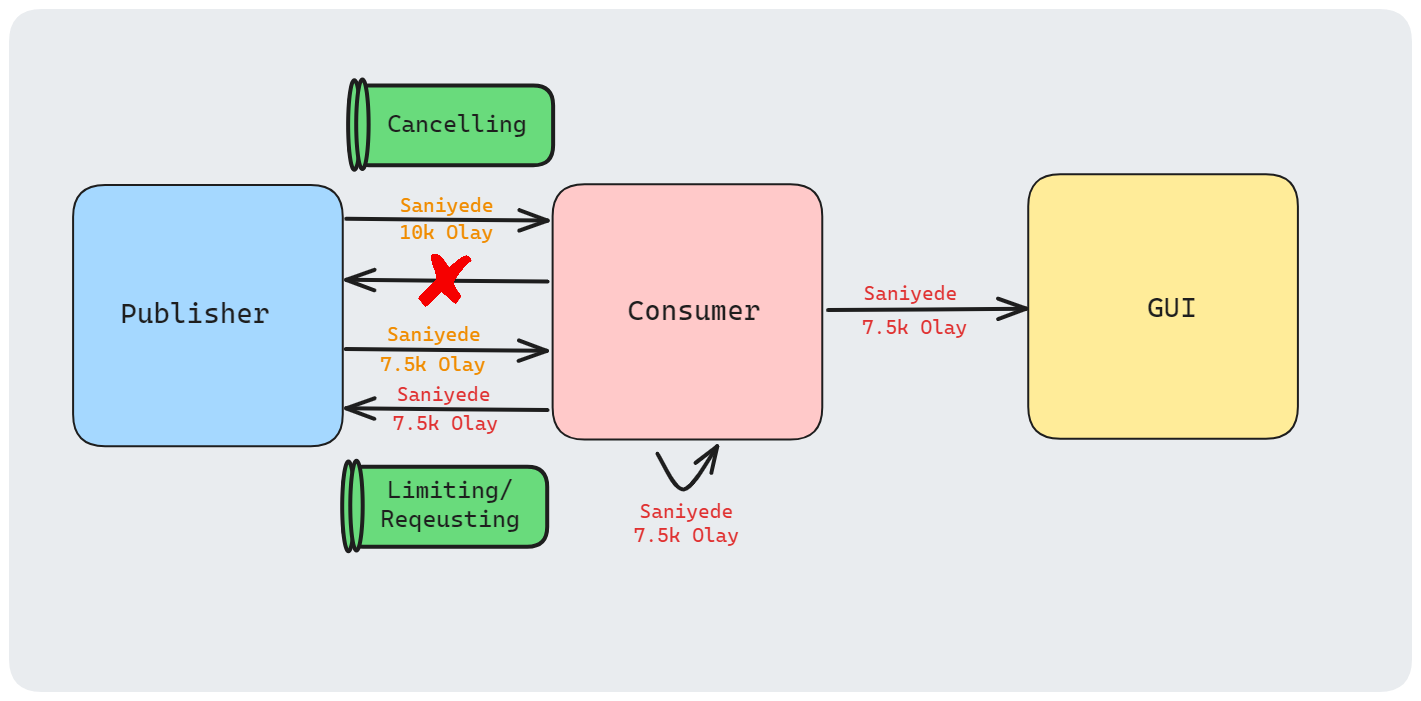 Cancelling
Saniyede
10k Olay
Publisher
Consumer
Saniyede
7.5k Olay
GUI
Saniyede
7.5k Olay
Saniyede
7.5k Olay
Limiting/
Reqeusting
Saniyede
7.5k Olay